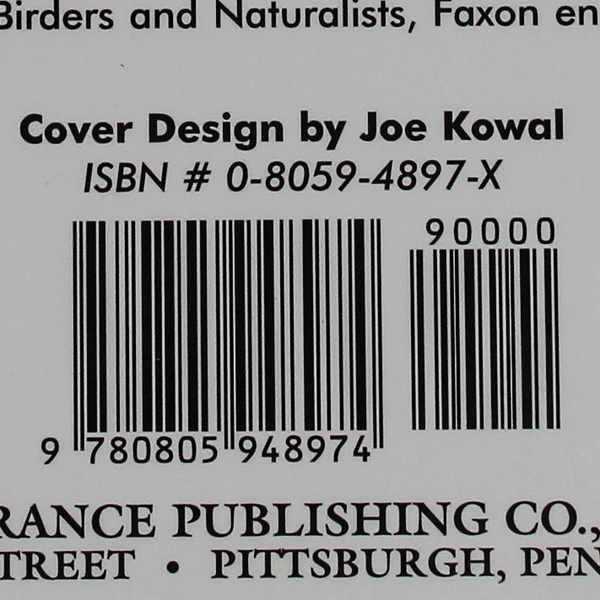 Birders and Naturalists, Faxon en
Cover Design by Joe Kowal
ISBN # 0-8059-4897-X
90000
9 780805 948974
RANCE PUBLISHING CO.,
TREET • PITTSBURGH, PEN